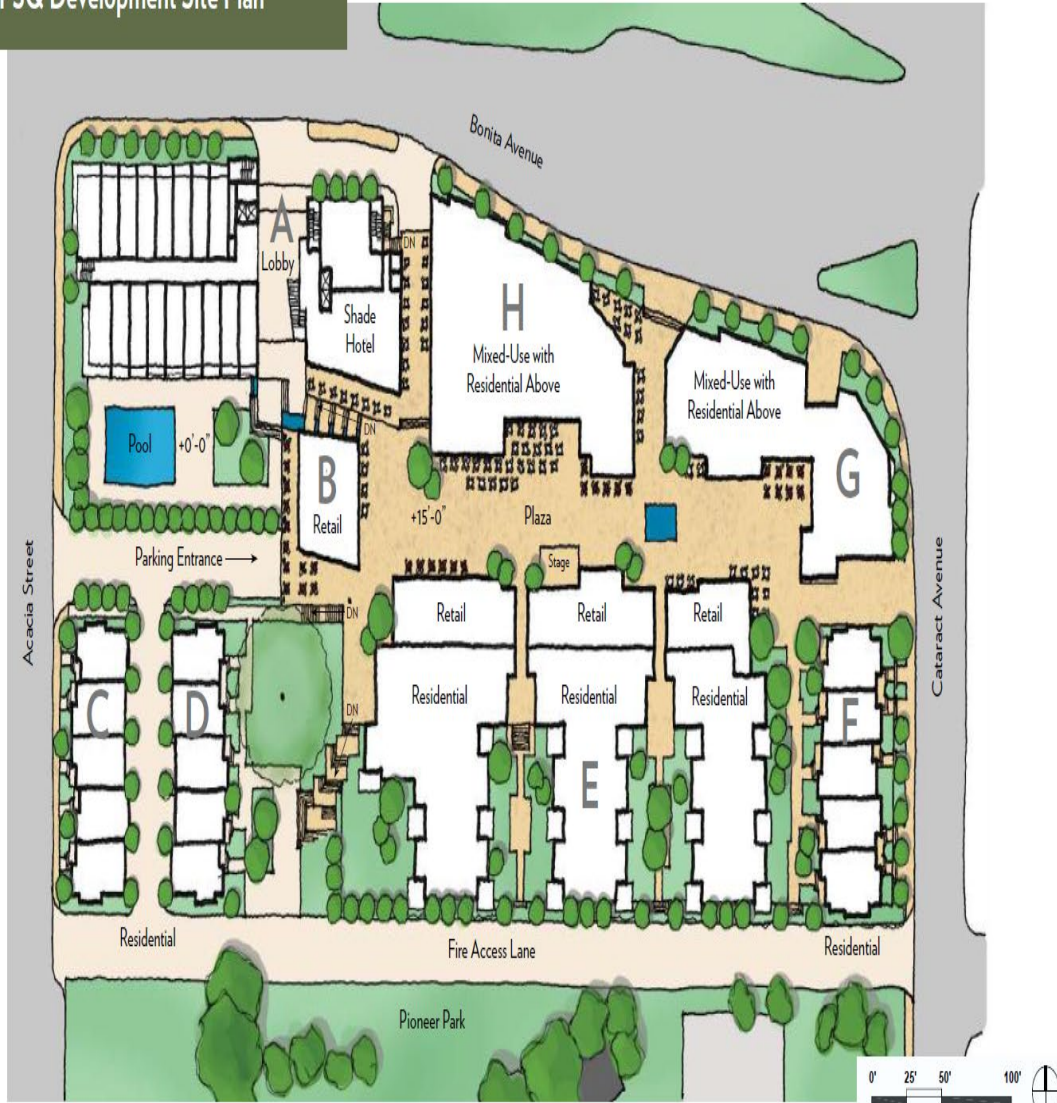 Development Site Plan
Bonita Avenue
A
Lobby
DN
Shade
Hotel
H
Mixed-Use with
Residential Above
Mixed-Use with
Residential Above
DN
Pool
+0'-0"
B
Retail
G
+15'-0"
Plaza
Parking Entrance
Stage
Acacia Street
Cataract Avenue
DN
Retail
Retail
Retail
C
D
DN
Residential
Residential
Residential
E
F
Residential
Fire Access Lane
Residential
Pioneer Park
0'
25'
50'
100'